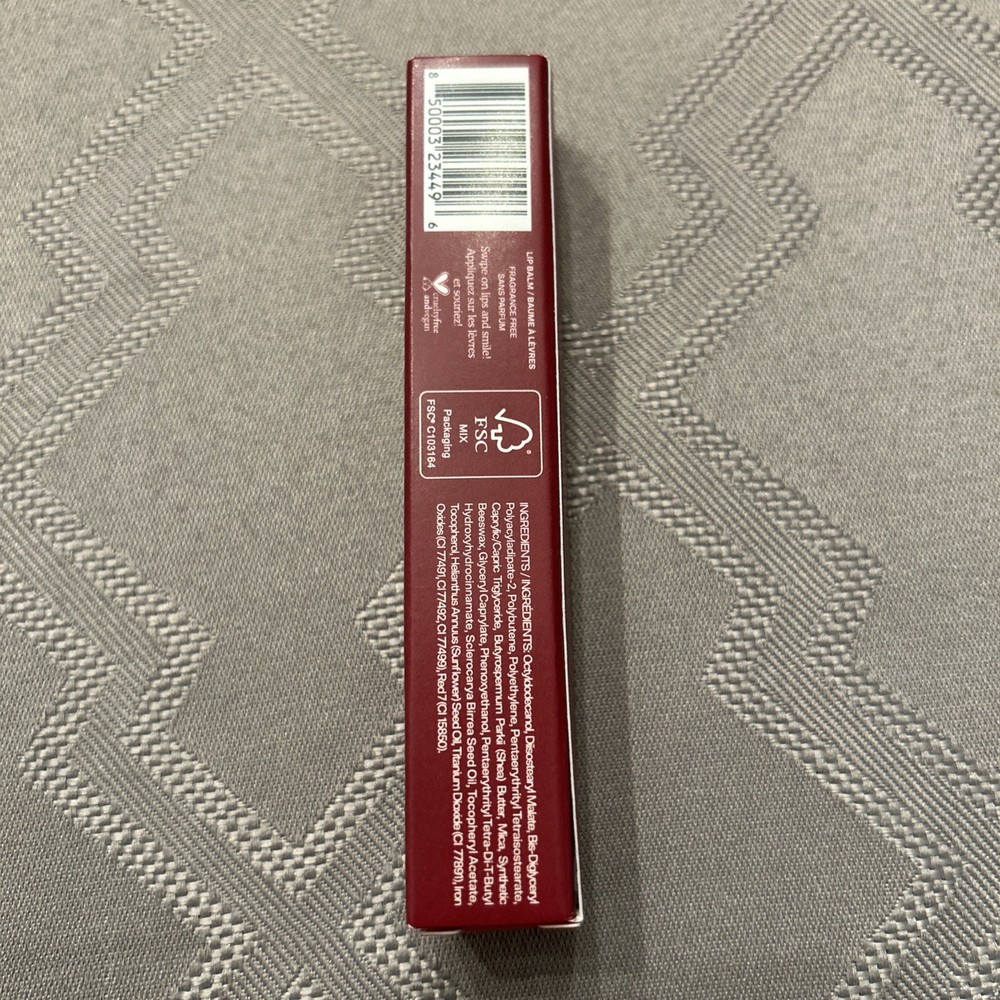 8 50003 23449 6
LIP BALM / BAUME À LÈVRES
FRAGRANCE FREE
SANS PARFUM
Swipe on lips and smile!
Appliquez sur les lèvres
et souriez!
crueltyfree
andvegan
FSC®
MIX
Packaging
FSC® C103164
INGREDIENTS / INGRÉDIENTS: Octyldodecanol, Diisostearyl Malate, Bis-Diglyceryl
Polyacyladipate-2, Polybutene, Polyethylene, Pentaerythrityl Tetraisostearate,
Caprylic/Capric Triglyceride, Butyrospermum Parkii (Shea) Butter, Mica, Synthetic
Beeswax, Glyceryl Caprylate, Phenoxyethanol, Pentaerythrityl Tetra-Di-T-Butyl
Hydroxyhydrocinnamate, Sclerocarya Birrea Seed Oil, Tocopheryl Acetate,
Tocopherol, Helianthus Annuus (Sunflower) Seed Oil, Titanium Dioxide (CI 77891), Iron
Oxides (CI 77491, CI 77492, CI 77499), Red 7 (CI 15850).